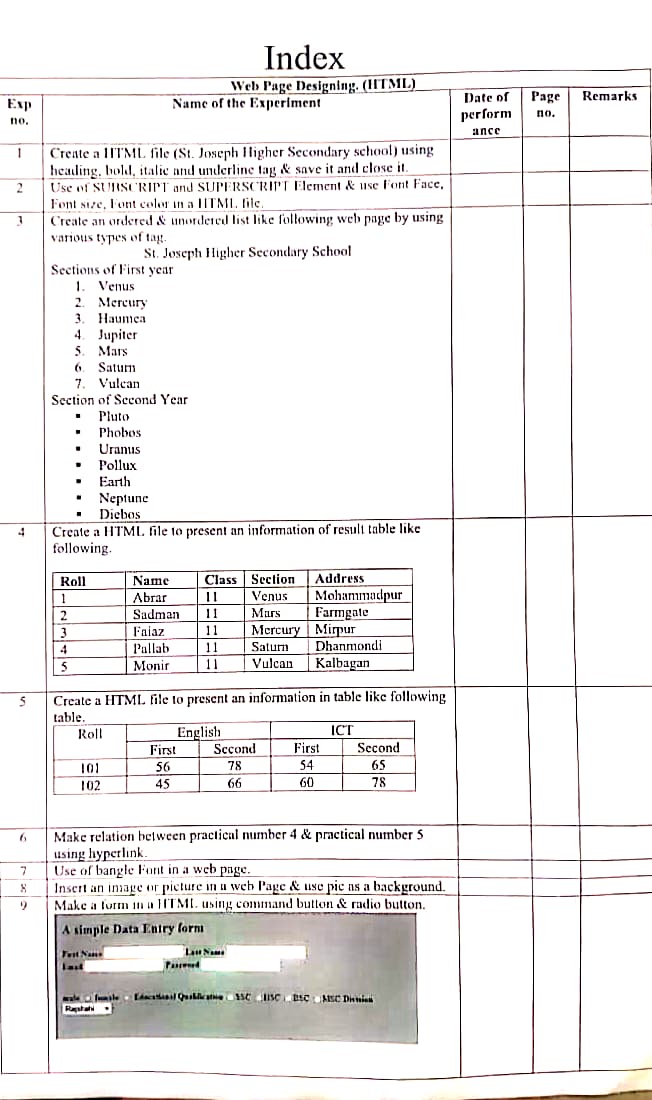 Index
Web Page Designing. (HTML)
Exp no.
Name of the Experiment
Date of performance
Page no.
Remarks
1
Create a HTML file (St. Joseph Higher Secondary school) using
heading, bold, italic and underline tag & save it and close it.
2
Use of SUBSCRIPT and SUPERSCRIPT Element & use Font Face,
Font size, Font color in a HTML file.
3
Create an ordered & unordered list like following web page by using
various types of tag.
St. Joseph Higher Secondary School
Sections of First year
1. Venus
2. Mercury
3. Haumea
4. Jupiter
5. Mars
6. Saturn
7. Vulcan
Section of Second Year
▪ Pluto
▪ Phobos
▪ Uranus
▪ Pollux
▪ Earth
▪ Neptune
▪ Diebos
4
Create a HTML file to present an information of result table like
following.
Roll Name Class Section Address
1 Abrar 11 Venus Mohammadpur
2 Sadman 11 Mars Farmgate
3 Faiaz 11 Mercury Mirpur
4 Pallab 11 Saturn Dhanmondi
5 Monir 11 Vulcan Kalbagan
5
Create a HTML file to present an information in table like following
table.
Roll English ICT
First Second First Second
101 56 78 54 65
102 45 66 60 78
6
Make relation between practical number 4 & practical number 5
using hyperlink.
7
Use of bangle Font in a web page.
8
Insert an image or picture in a web Page & use pic as a background.
9
Make a form in a HTML using command button & radio button.
A simple Data Entry form
First Name Last Name
Email Password
male female Educational Qualification SSC HSC BSC MSC Division
Rajshahi